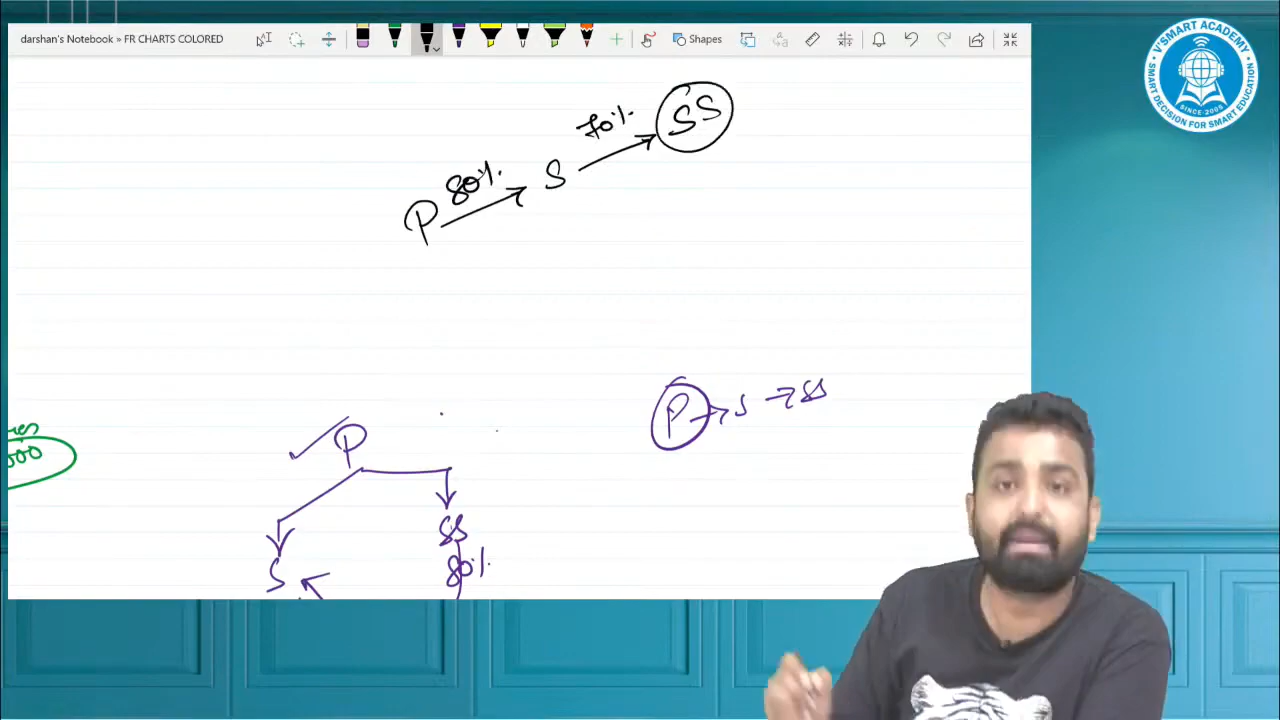 darshan's Notebook » FR CHARTS COLORED
Shapes
V'SMART ACADEMY
SMART DECISION FOR SMART EDUCATION
SINCE-2005
P 80% S 70% SS
P S SS
000
P
SS
80%
S